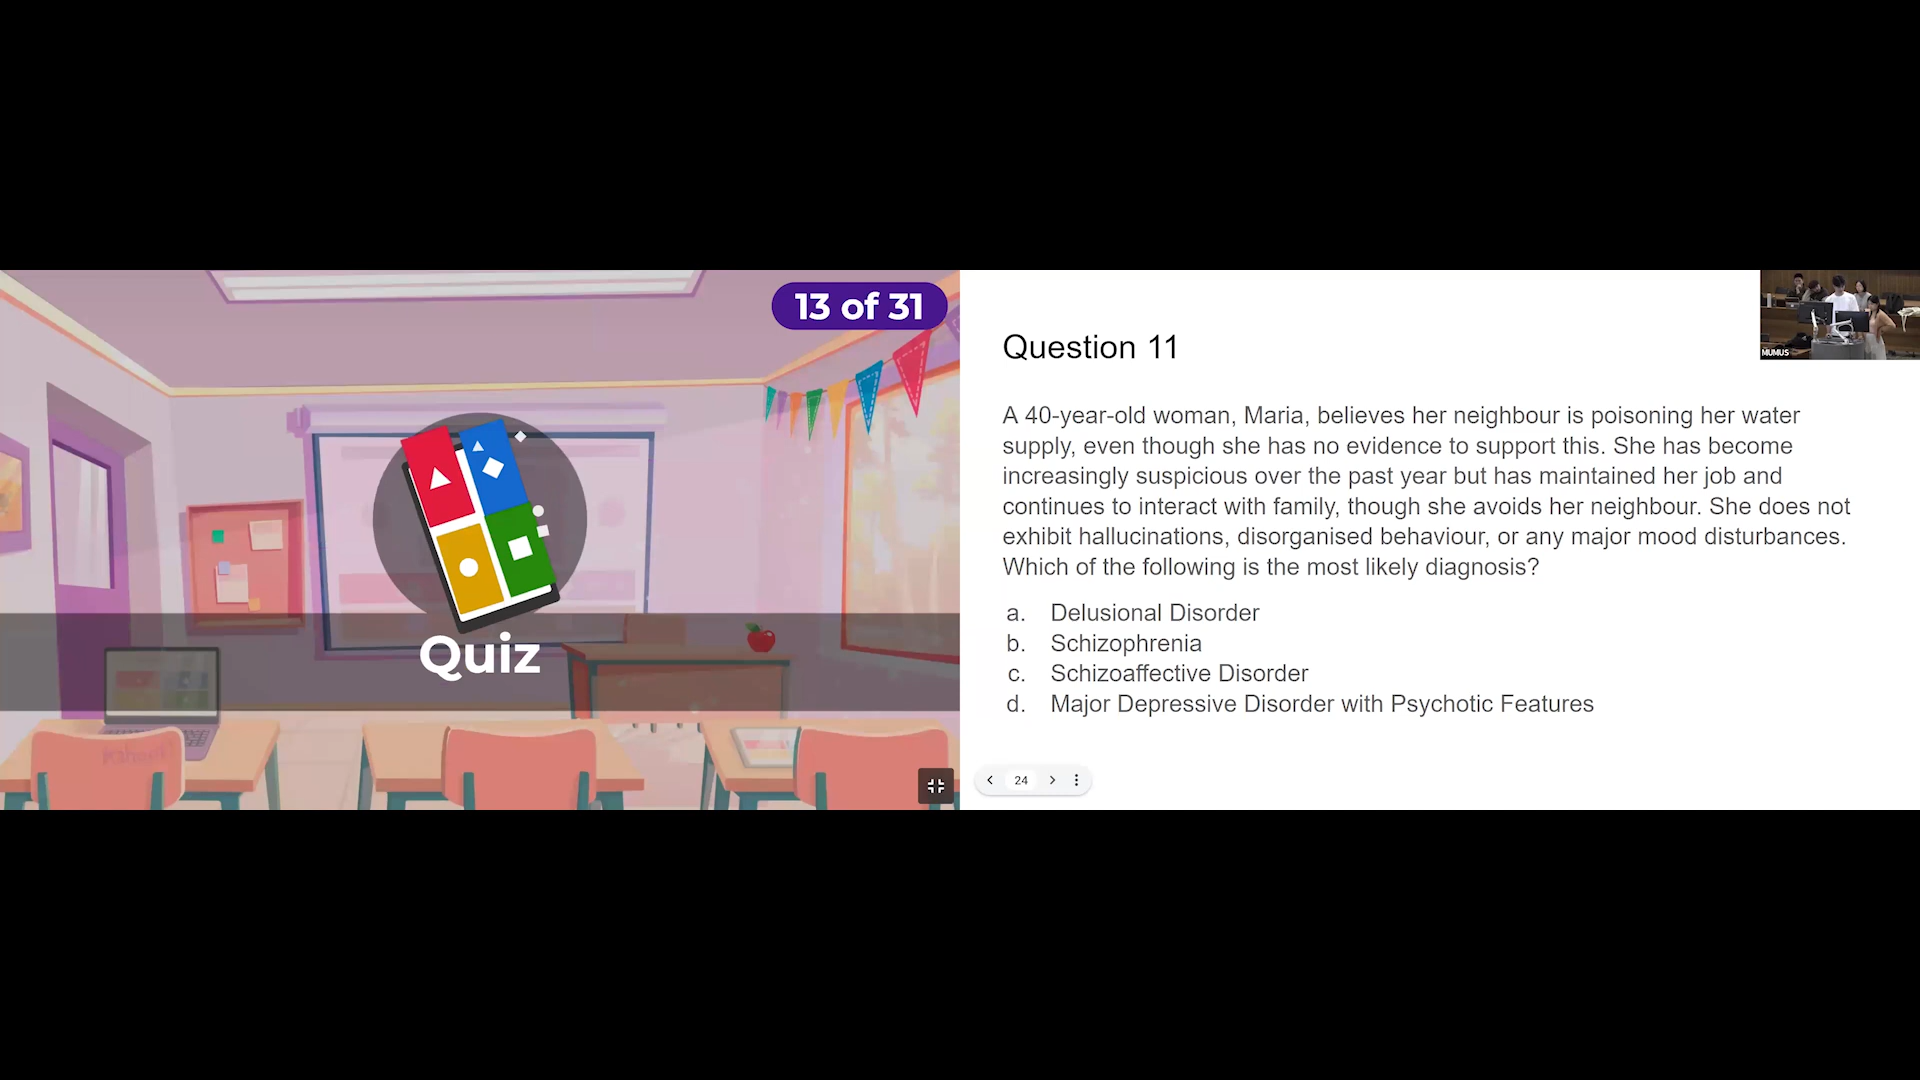 13 of 31
Quiz
Question 11
MUMUS
A 40-year-old woman, Maria, believes her neighbour is poisoning her water
supply, even though she has no evidence to support this. She has become
increasingly suspicious over the past year but has maintained her job and
continues to interact with family, though she avoids her neighbour. She does not
exhibit hallucinations, disorganised behaviour, or any major mood disturbances.
Which of the following is the most likely diagnosis?
a. Delusional Disorder
b. Schizophrenia
c. Schizoaffective Disorder
d. Major Depressive Disorder with Psychotic Features
24